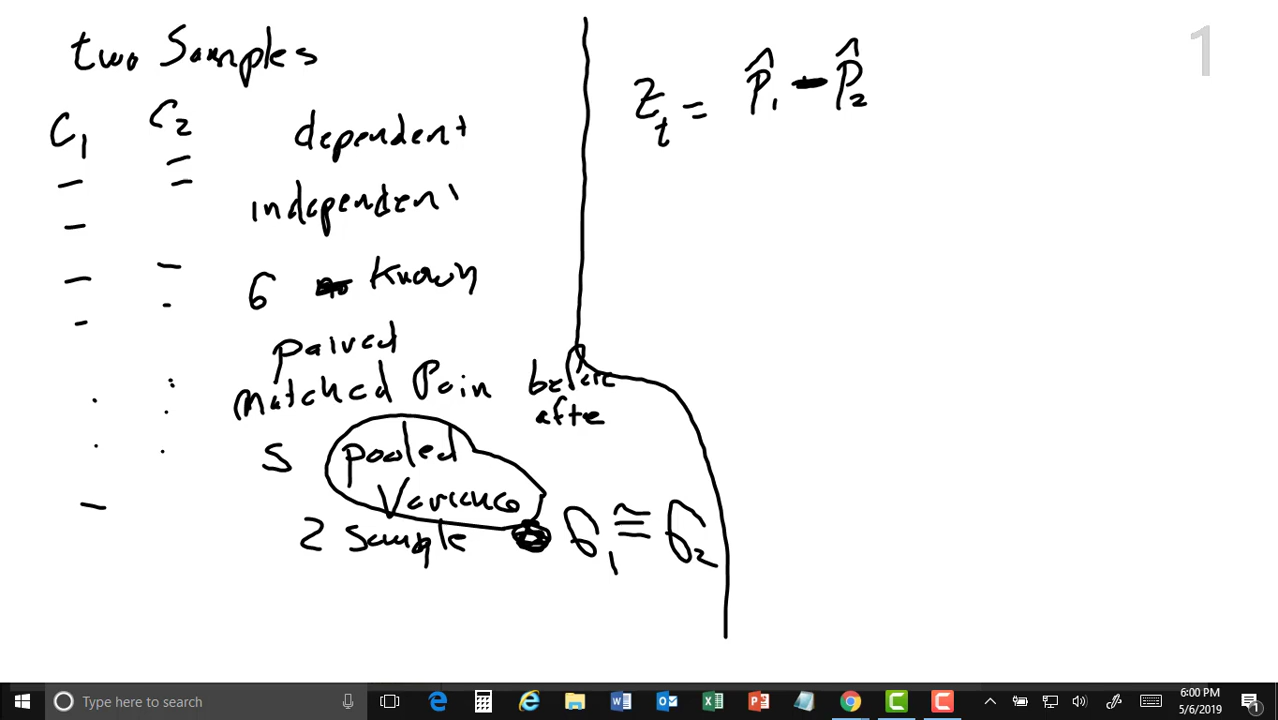 two Samples
C1 C2 dependent
independent
σ known
paired
matched Pair before
after
S pooled
Variance
2 sample σ1 ≅ σ2
Zt = P̂1 - P̂2
1
Type here to search
6:00 PM
5/6/2019